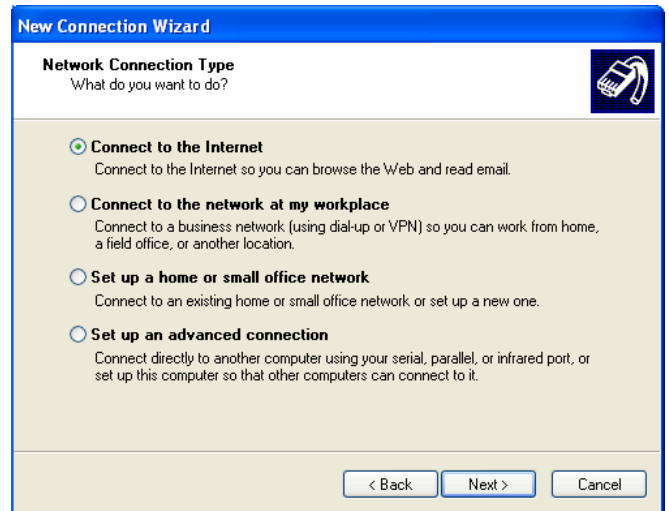 New Connection Wizard
Network Connection Type
What do you want to do?
Connect to the Internet
Connect to the Internet so you can browse the Web and read email.
Connect to the network at my workplace
Connect to a business network (using dial-up or VPN) so you can work from home,
a field office, or another location.
Set up a home or small office network
Connect to an existing home or small office network or set up a new one.
Set up an advanced connection
Connect directly to another computer using your serial, parallel, or infrared port, or
set up this computer so that other computers can connect to it.
< Back Next > Cancel